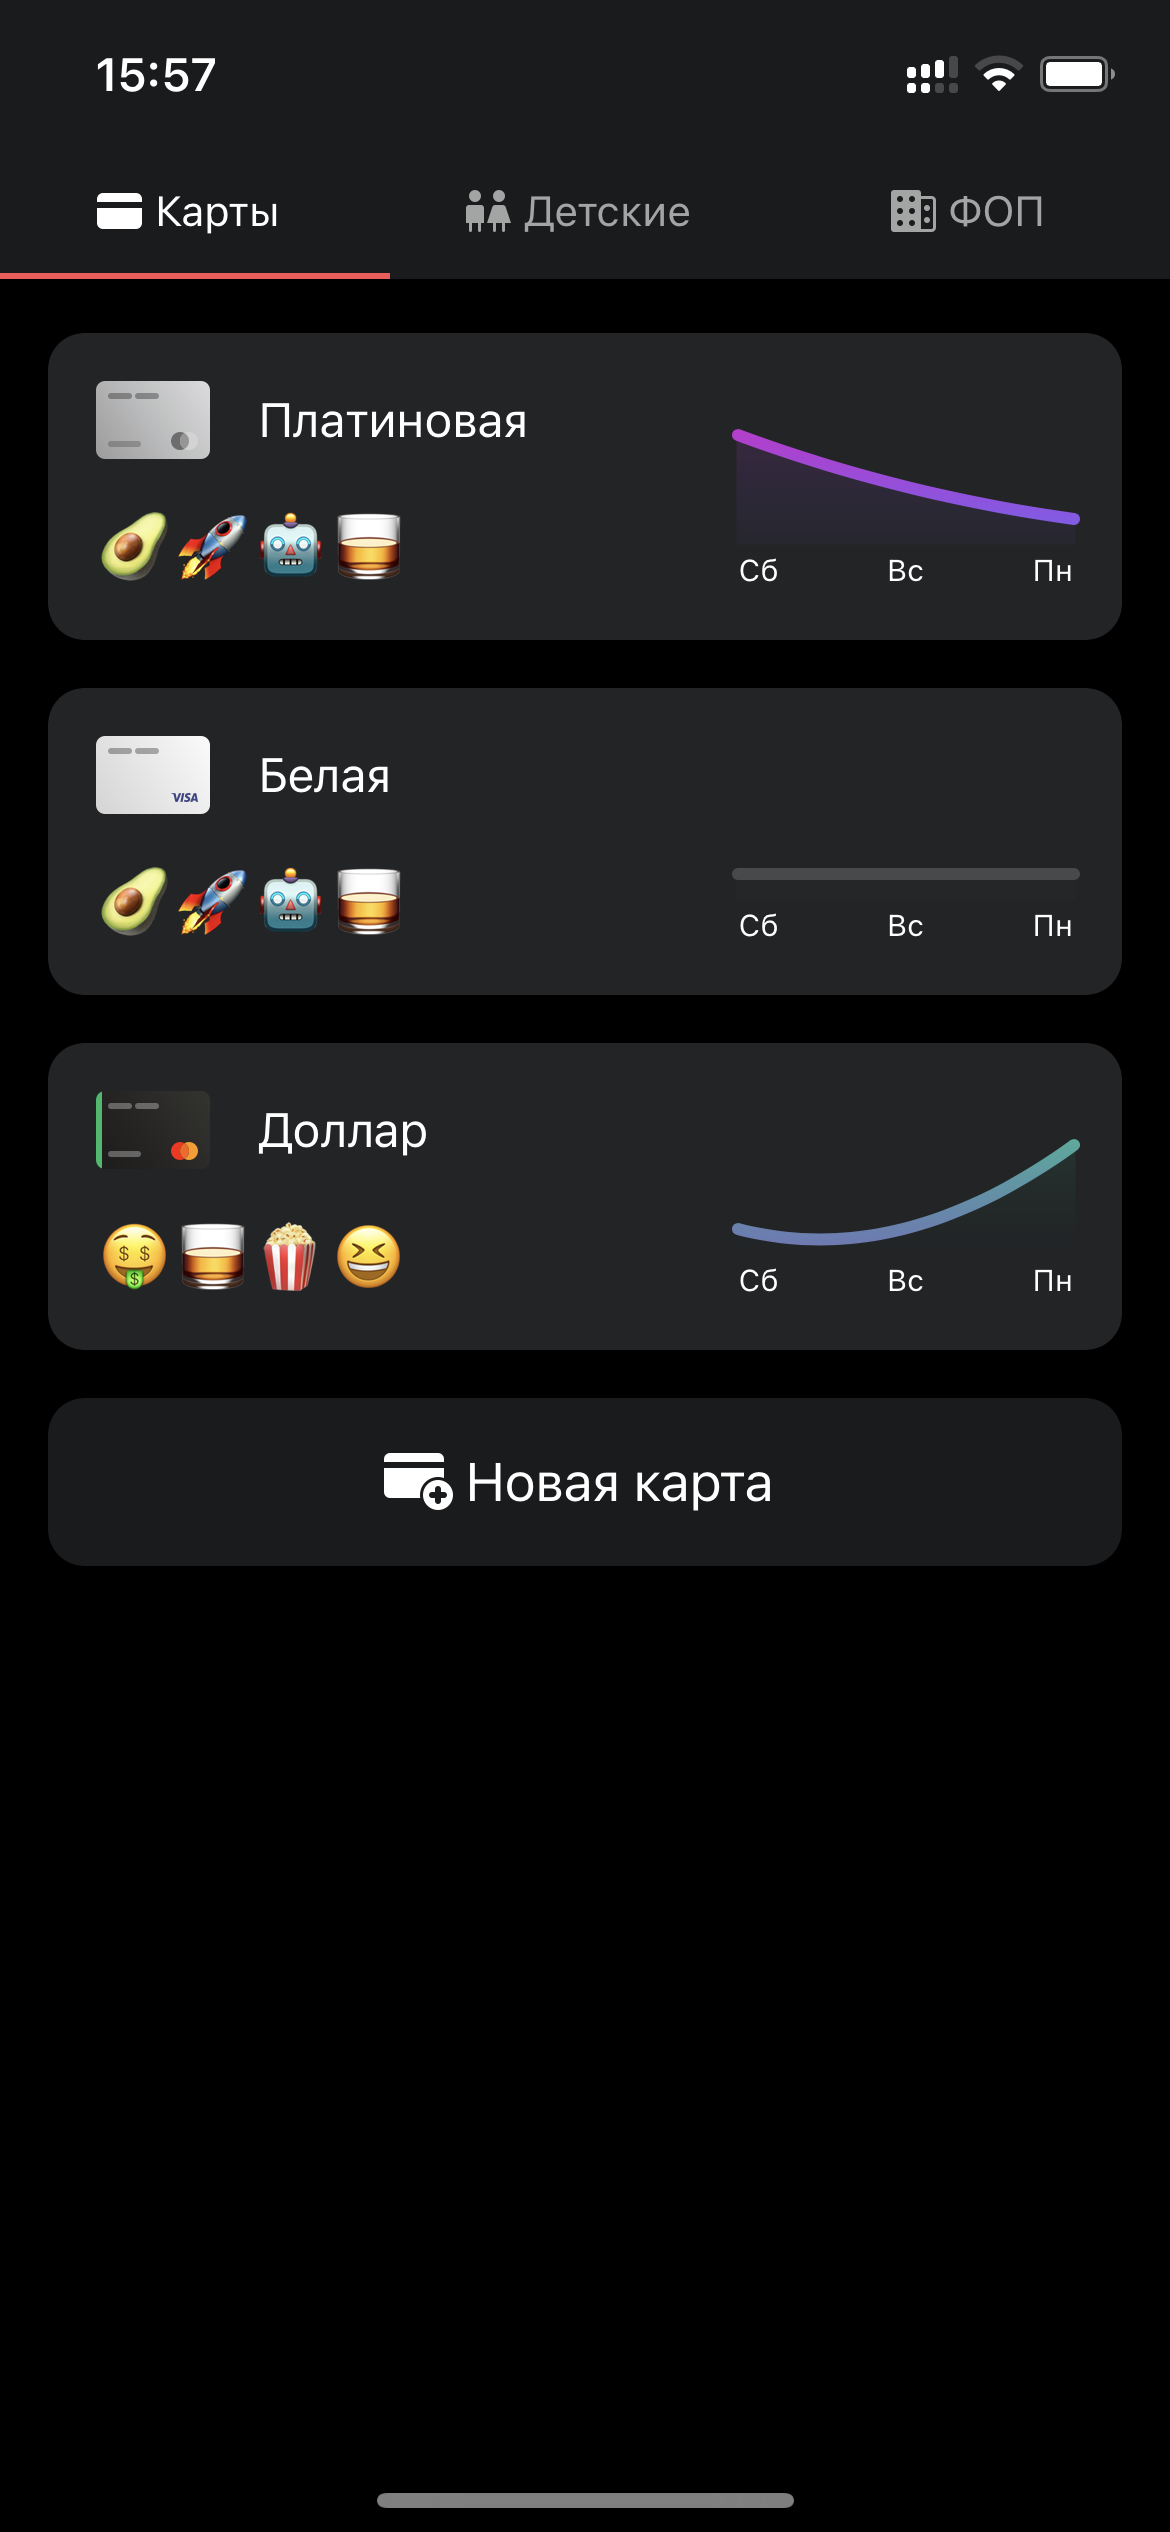 15:57
Карты Детские ФОП
Платиновая
Сб Вс Пн
Белая
VISA
Сб Вс Пн
Доллар
Сб Вс Пн
Новая карта